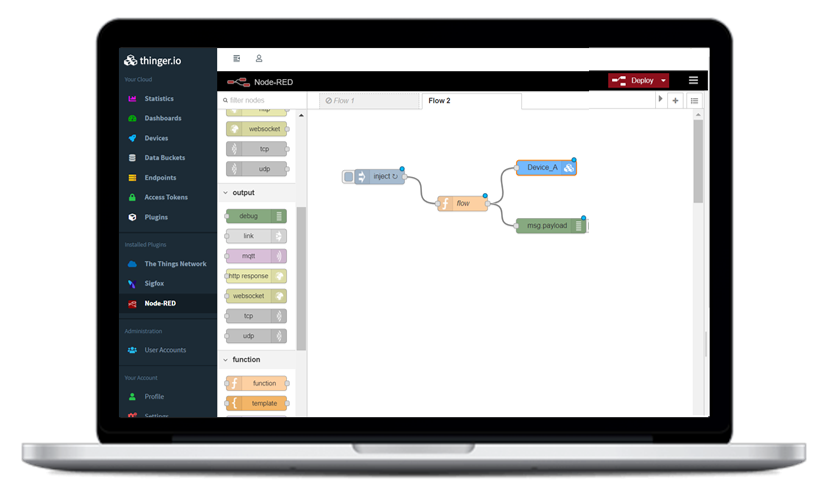 thinger.io
Your Cloud
Statistics
Dashboards
Devices
Data Buckets
Endpoints
Access Tokens
Plugins
Installed Plugins
The Things Network
Sigfox
Node-RED
Administration
User Accounts
Your Account
Profile
Settings
Node-RED
Deploy
filter nodes
http
websocket
tcp
udp
output
debug
link
mqtt
http response
websocket
tcp
udp
function
function
template
Flow 1
Flow 2
inject ↻
flow
Device_A
msg.payload